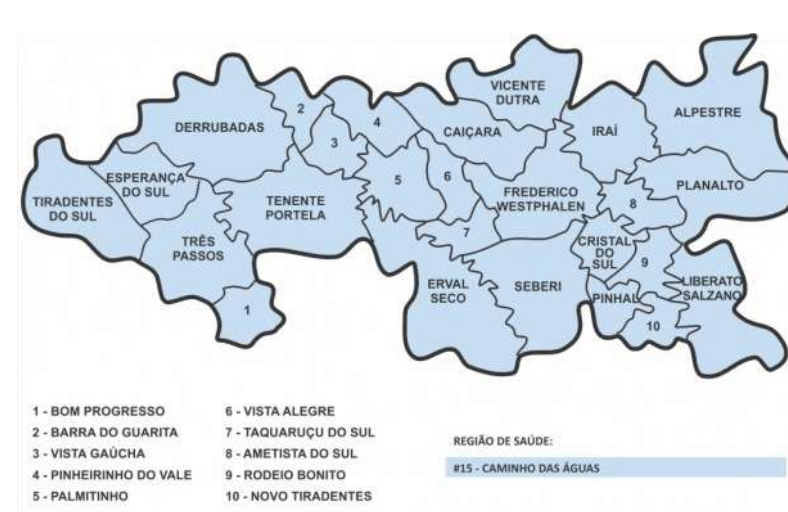 VICENTE
DUTRA
ALPESTRE
DERRUBADAS
2
4
CAIÇARA
IRAÍ
3
ESPERANÇA
DO SUL
5
6
PLANALTO
TIRADENTES
DO SUL
TENENTE
PORTELA
FREDERICO
WESTPHALEN
8
TRÊS
PASSOS
7
CRISTAL
DO
SUL
9
ERVAL
SECO
SEBERI
LIBERATO
SALZANO
PINHAL
1
10
1 - BOM PROGRESSO
2 - BARRA DO GUARITA
3 - VISTA GAÚCHA
4 - PINHEIRINHO DO VALE
5 - PALMITINHO
6 - VISTA ALEGRE
7 - TAQUARUÇU DO SUL
8 - AMETISTA DO SUL
9 - RODEIO BONITO
10 - NOVO TIRADENTES
REGIÃO DE SAÚDE:
#15 - CAMINHO DAS ÁGUAS